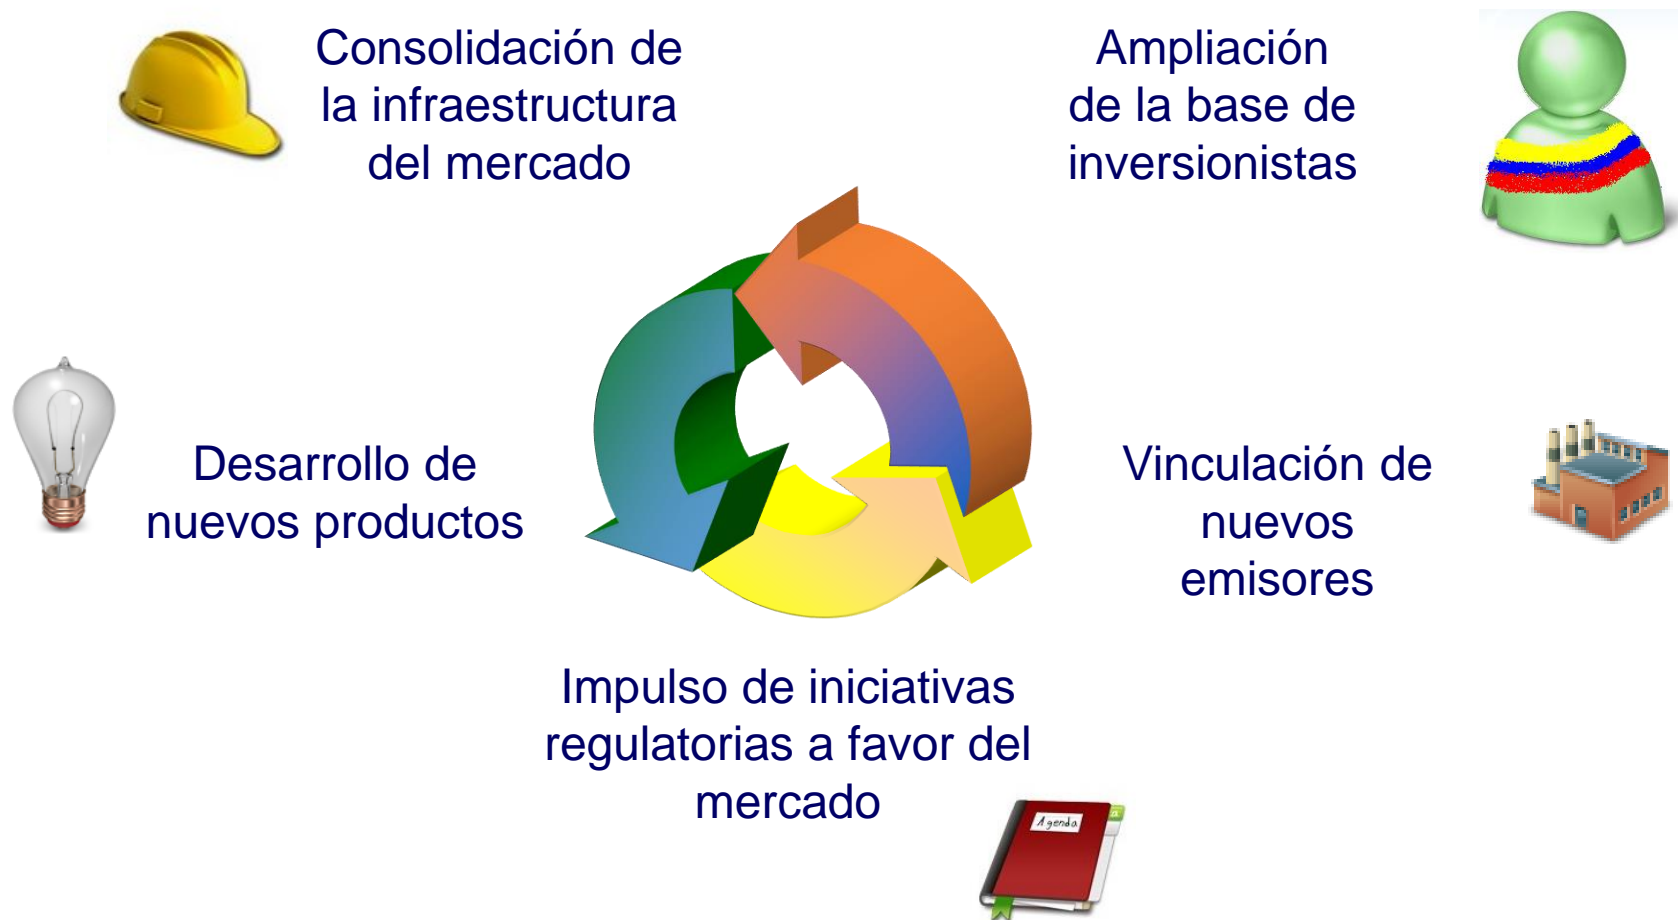 Consolidación de
la infraestructura
del mercado
Ampliación
de la base de
inversionistas
Desarrollo de
nuevos productos
Vinculación de
nuevos
emisores
Impulso de iniciativas
regulatorias a favor del
mercado
Agenda
a